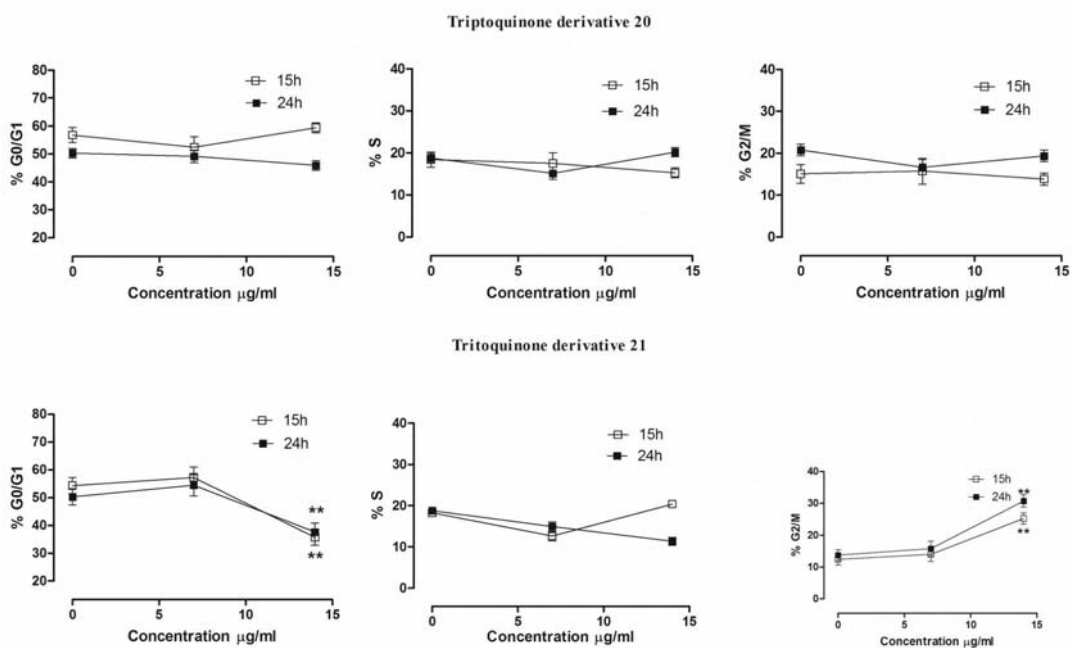 Triptoquinone derivative 20
% G0/G1
80
70
60
50
40
30
20
15h
24h
0
5
10
15
Concentration μg/ml
% S
40
30
20
10
0
15h
24h
0
5
10
15
Concentration μg/ml
% G2/M
40
30
20
10
0
15h
24h
0
5
10
15
Concentration μg/ml
Tritoquinone derivative 21
% G0/G1
80
70
60
50
40
30
20
15h
24h
**
**
0
5
10
15
Concentration μg/ml
% S
40
30
20
10
0
15h
24h
0
5
10
15
Concentration μg/ml
% G2/M
40
30
20
10
0
15h
24h
**
**
0
5
10
15
Concentration μg/ml